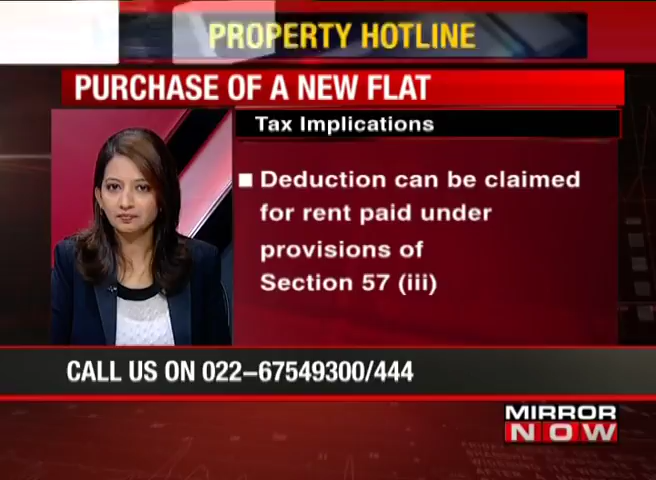 PROPERTY HOTLINE
PURCHASE OF A NEW FLAT
Tax Implications
Deduction can be claimed
for rent paid under
provisions of
Section 57 (iii)
CALL US ON 022–67549300/444
MIRROR
NOW